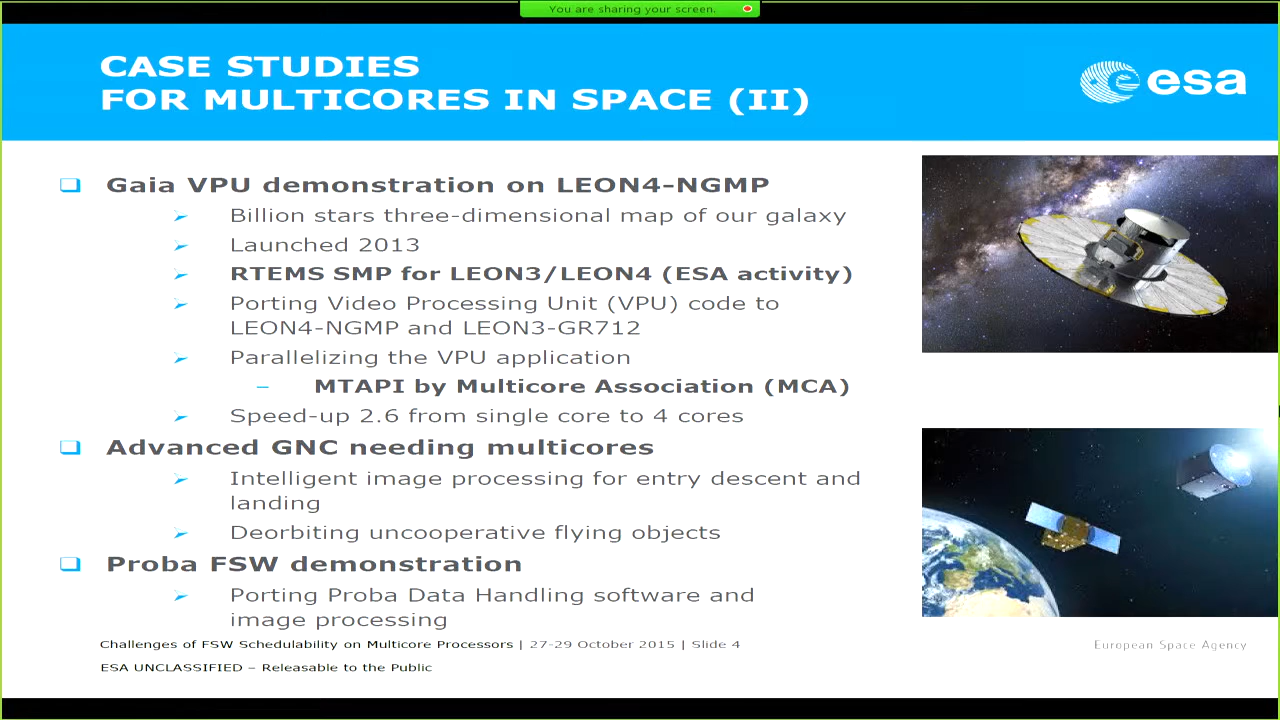 You are sharing your screen.
CASE STUDIES
FOR MULTICORES IN SPACE (II)
esa
Gaia VPU demonstration on LEON4-NGMP
Billion stars three-dimensional map of our galaxy
Launched 2013
RTEMS SMP for LEON3/LEON4 (ESA activity)
Porting Video Processing Unit (VPU) code to
LEON4-NGMP and LEON3-GR712
Parallelizing the VPU application
– MTAPI by Multicore Association (MCA)
Speed-up 2.6 from single core to 4 cores
Advanced GNC needing multicores
Intelligent image processing for entry descent and
landing
Deorbiting uncooperative flying objects
Proba FSW demonstration
Porting Proba Data Handling software and
image processing
Challenges of FSW Schedulability on Multicore Processors | 27-29 October 2015 | Slide 4
European Space Agency
ESA UNCLASSIFIED – Releasable to the Public